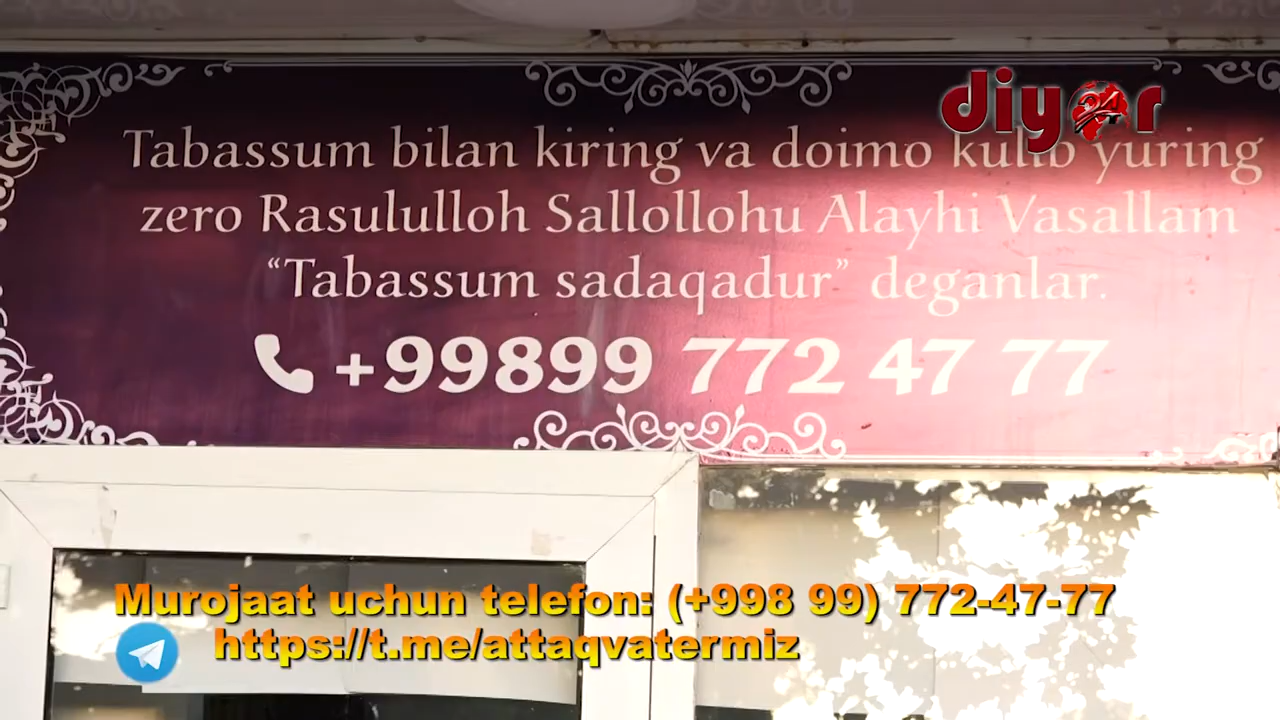 diyor
24
Tabassum bilan kiring va doimo kulib yuring
zero Rasululloh Sallollohu Alayhi Vasallam
“Tabassum sadaqadur” deganlar.
+99899 772 47 77
Murojaat uchun telefon: (+998 99) 772-47-77
https://t.me/attaqvatermiz